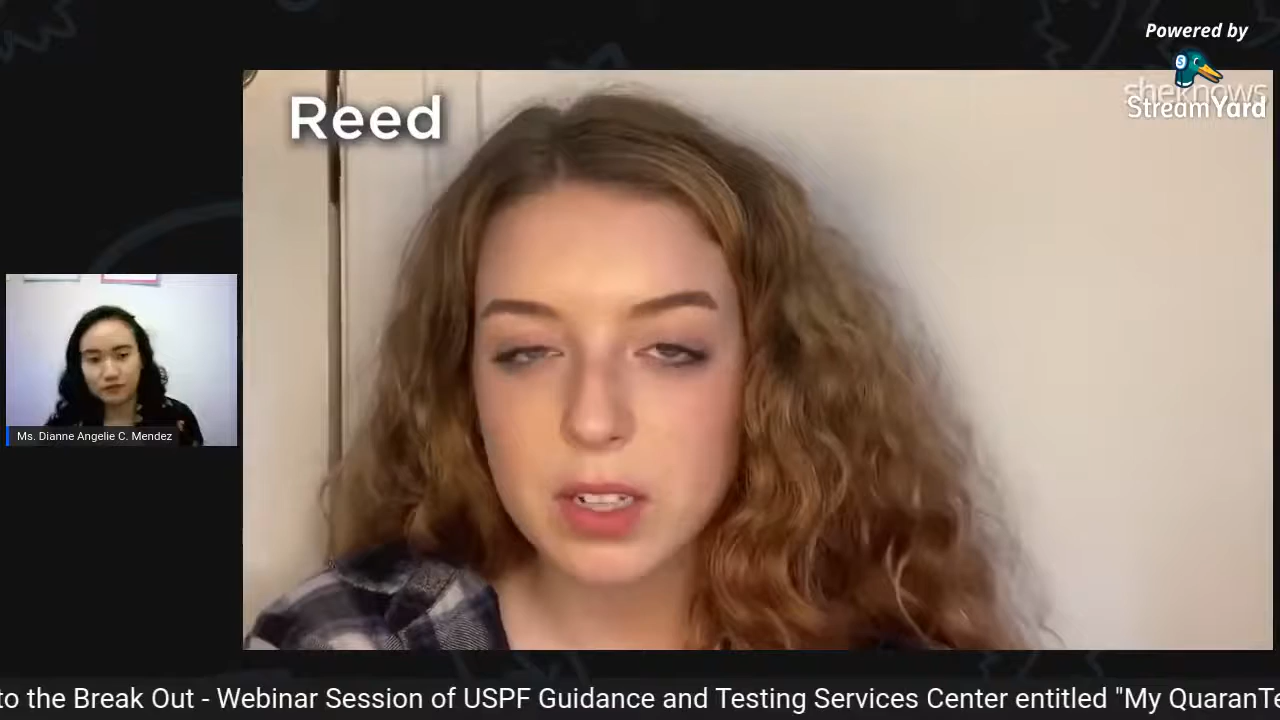 Powered by
sheknows
StreamYard
Reed
Ms. Dianne Angelie C. Mendez
to the Break Out - Webinar Session of USPF Guidance and Testing Services Center entitled "My QuaranTe